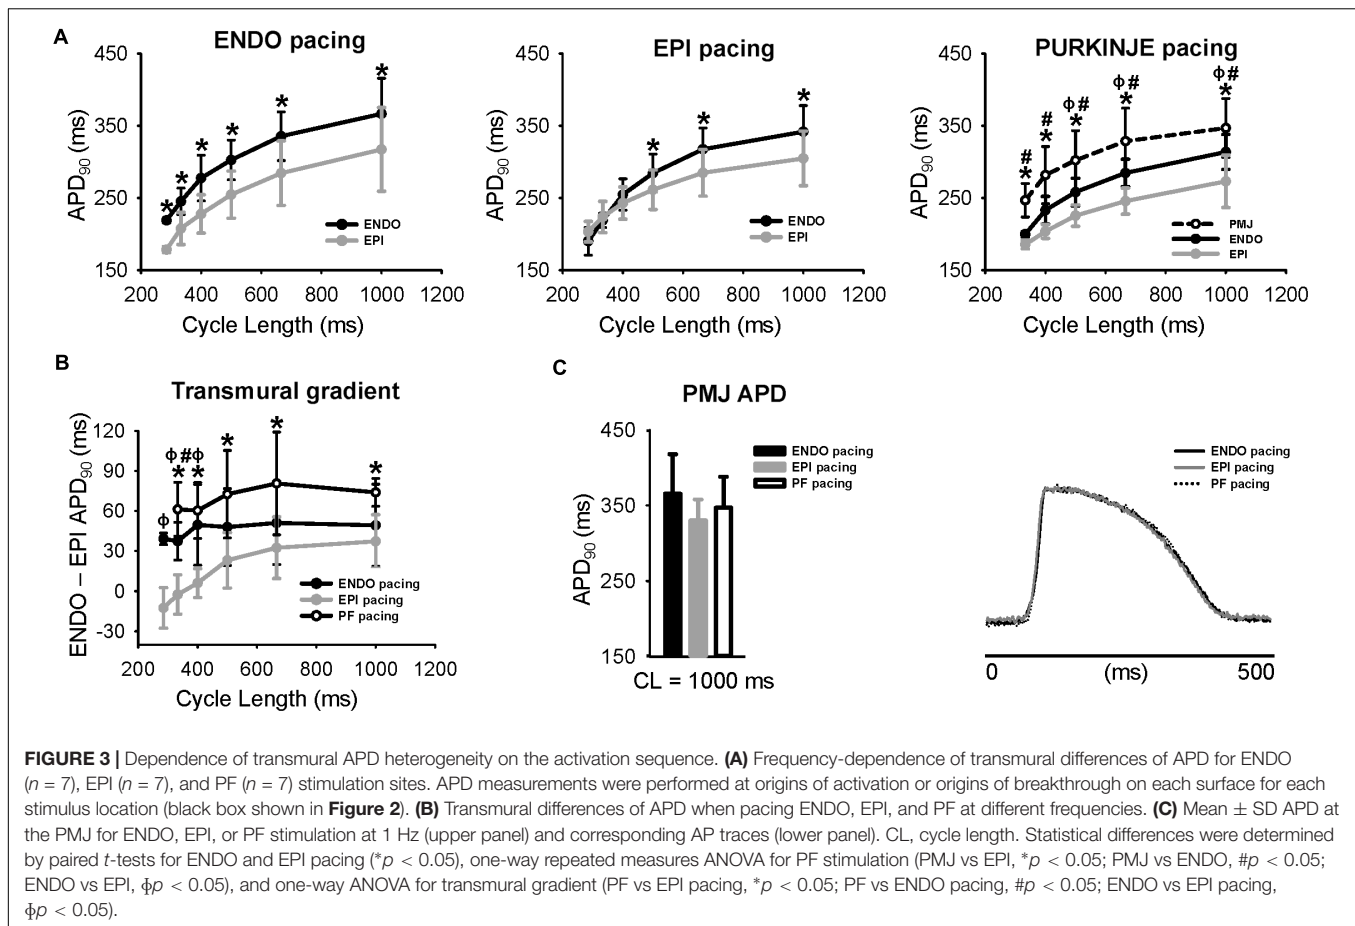 A
ENDO pacing
450
350
250
150
APD90 (ms)
*
*
*
*
*
*
ENDO
EPI
200 400 600 800 1000 1200
Cycle Length (ms)
EPI pacing
450
350
250
150
APD90 (ms)
*
*
*
ENDO
EPI
200 400 600 800 1000 1200
Cycle Length (ms)
PURKINJE pacing
450
350
250
150
APD90 (ms)
#
*
#
*
ϕ #
*
ϕ #
*
ϕ #
*
PMJ
ENDO
EPI
200 400 600 800 1000 1200
Cycle Length (ms)
B
Transmural gradient
120
90
60
30
0
-30
ENDO – EPI APD90 (ms)
ϕ
ϕ #ϕ
* *
*
*
*
ENDO pacing
EPI pacing
PF pacing
200 400 600 800 1000 1200
Cycle Length (ms)
C
PMJ APD
450
350
250
150
APD90 (ms)
ENDO pacing
EPI pacing
PF pacing
CL = 1000 ms
ENDO pacing
EPI pacing
PF pacing
0 (ms) 500
FIGURE 3 | Dependence of transmural APD heterogeneity on the activation sequence. (A) Frequency-dependence of transmural differences of APD for ENDO
(n = 7), EPI (n = 7), and PF (n = 7) stimulation sites. APD measurements were performed at origins of activation or origins of breakthrough on each surface for each
stimulus location (black box shown in Figure 2). (B) Transmural differences of APD when pacing ENDO, EPI, and PF at different frequencies. (C) Mean ± SD APD at
the PMJ for ENDO, EPI, or PF stimulation at 1 Hz (upper panel) and corresponding AP traces (lower panel). CL, cycle length. Statistical differences were determined
by paired t-tests for ENDO and EPI pacing (*p < 0.05), one-way repeated measures ANOVA for PF stimulation (PMJ vs EPI, *p < 0.05; PMJ vs ENDO, #p < 0.05;
ENDO vs EPI, ϕp < 0.05), and one-way ANOVA for transmural gradient (PF vs EPI pacing, *p < 0.05; PF vs ENDO pacing, #p < 0.05; ENDO vs EPI pacing,
ϕp < 0.05).